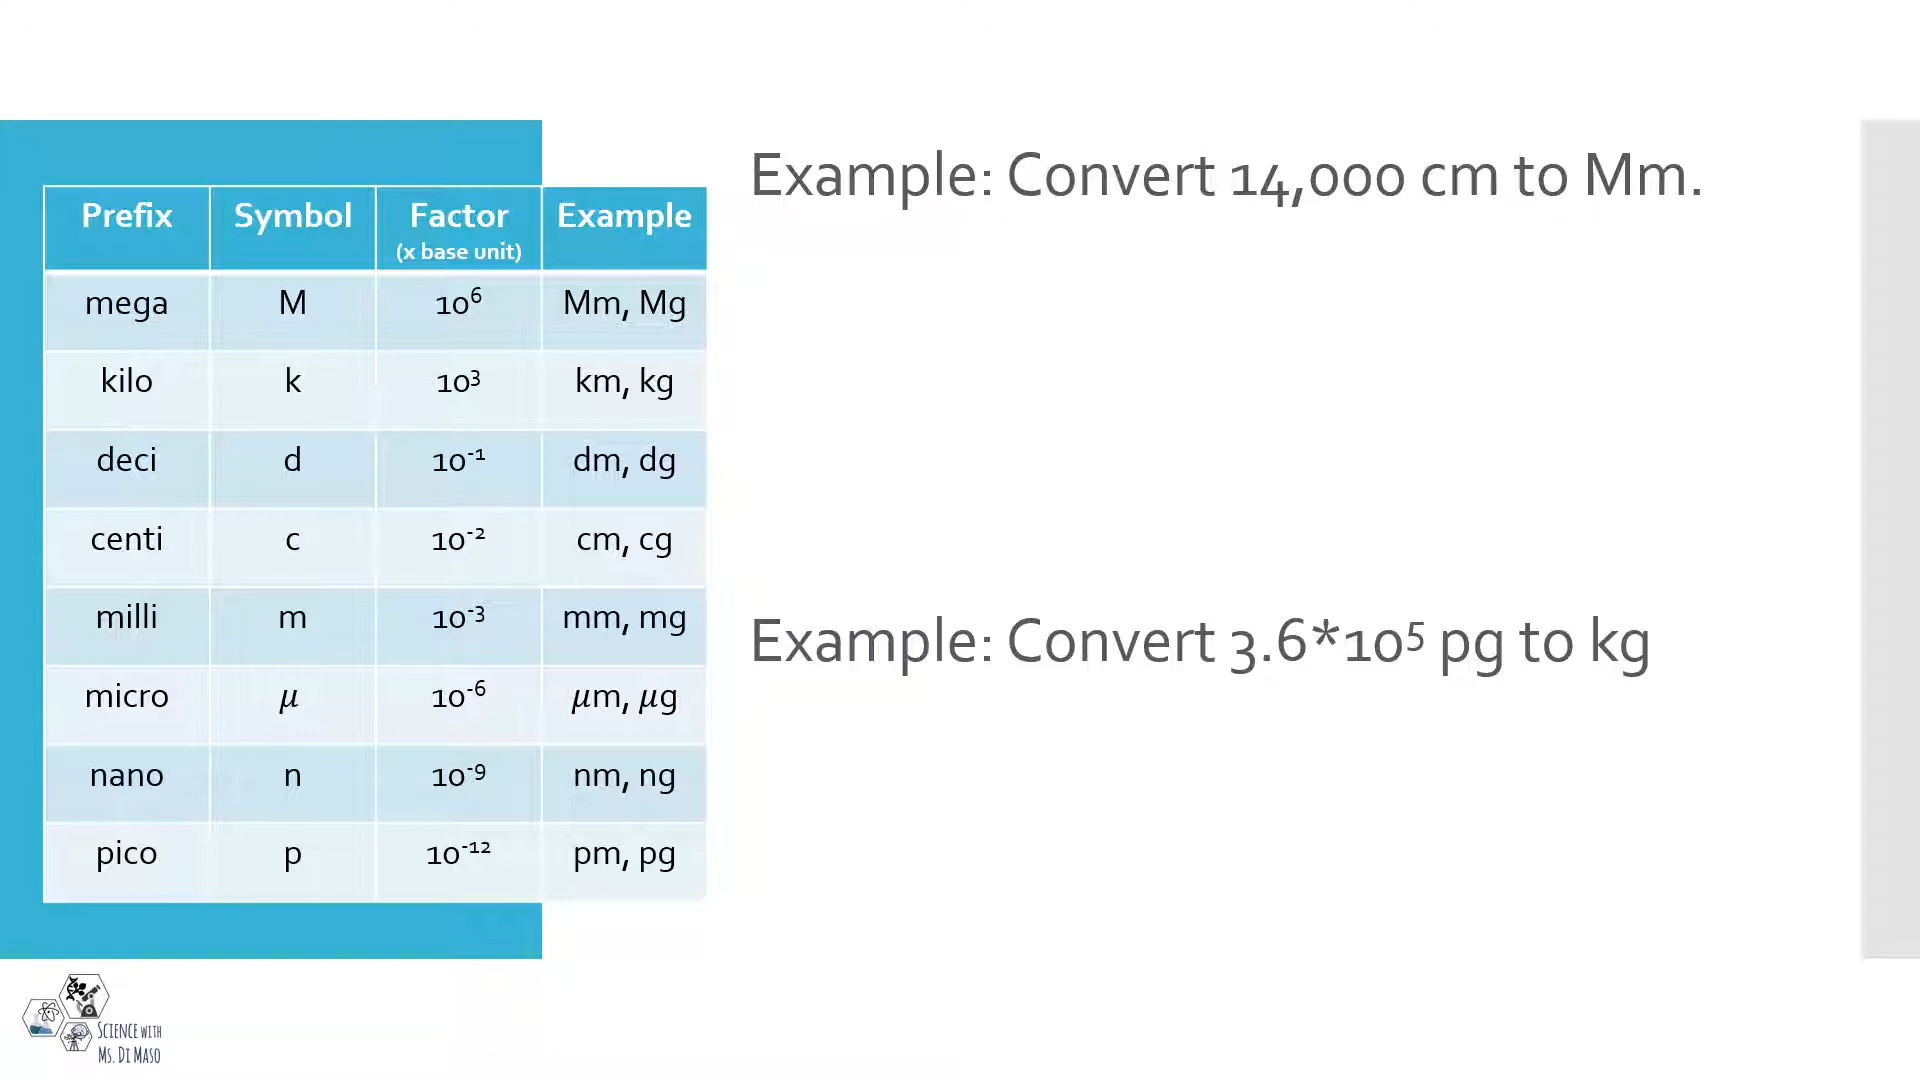 Example: Convert 14,000 cm to Mm.
Prefix Symbol Factor Example
(x base unit)
mega M 10⁶ Mm, Mg
kilo k 10³ km, kg
deci d 10⁻¹ dm, dg
centi c 10⁻² cm, cg
milli m 10⁻³ mm, mg
micro μ 10⁻⁶ μm, μg
nano n 10⁻⁹ nm, ng
pico p 10⁻¹² pm, pg
Example: Convert 3.6*10⁵ pg to kg
SCIENCE WITH
MS. DI MASO